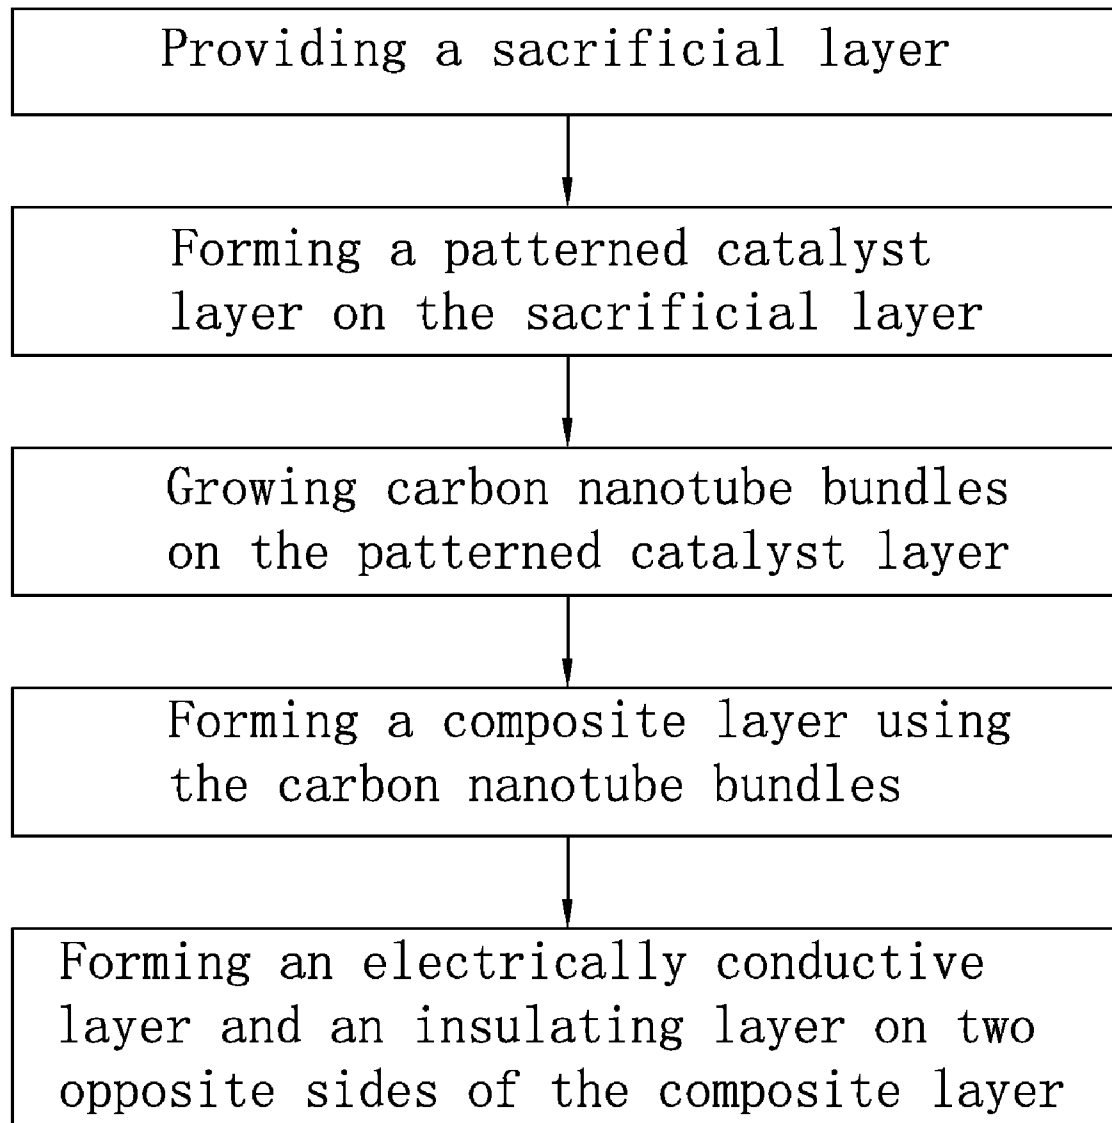 Providing a sacrificial layer
Forming a patterned catalyst
layer on the sacrificial layer
Growing carbon nanotube bundles
on the patterned catalyst layer
Forming a composite layer using
the carbon nanotube bundles
Forming an electrically conductive
layer and an insulating layer on two
opposite sides of the composite layer